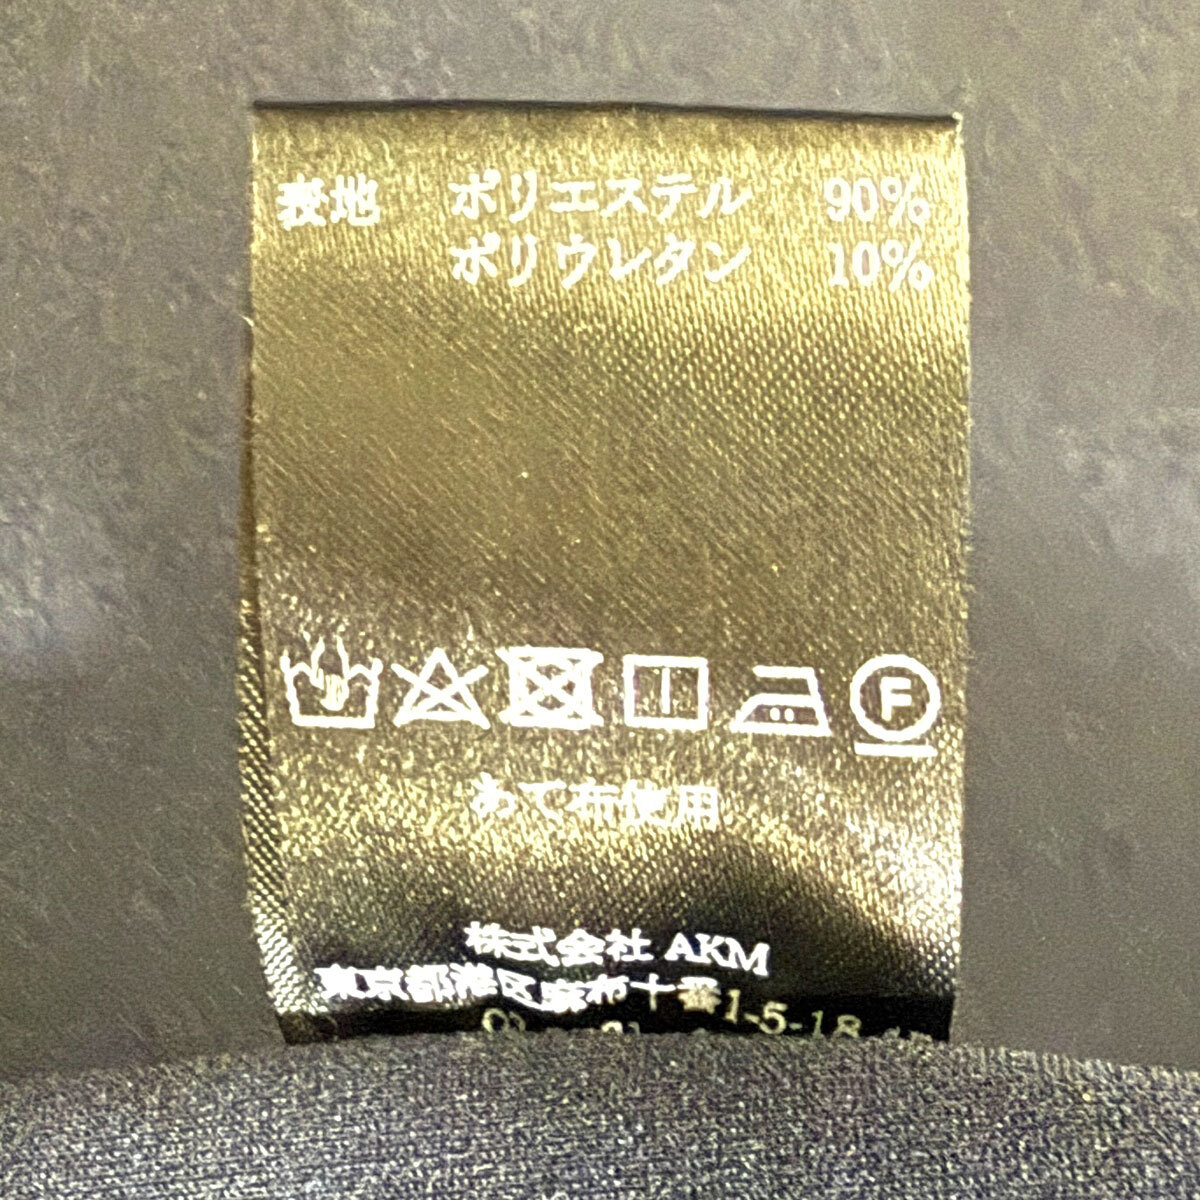 表地 ポリエステル 90%
ポリウレタン 10%
F
あて布使用
株式会社 AKM
東京都港区麻布十番1-5-18